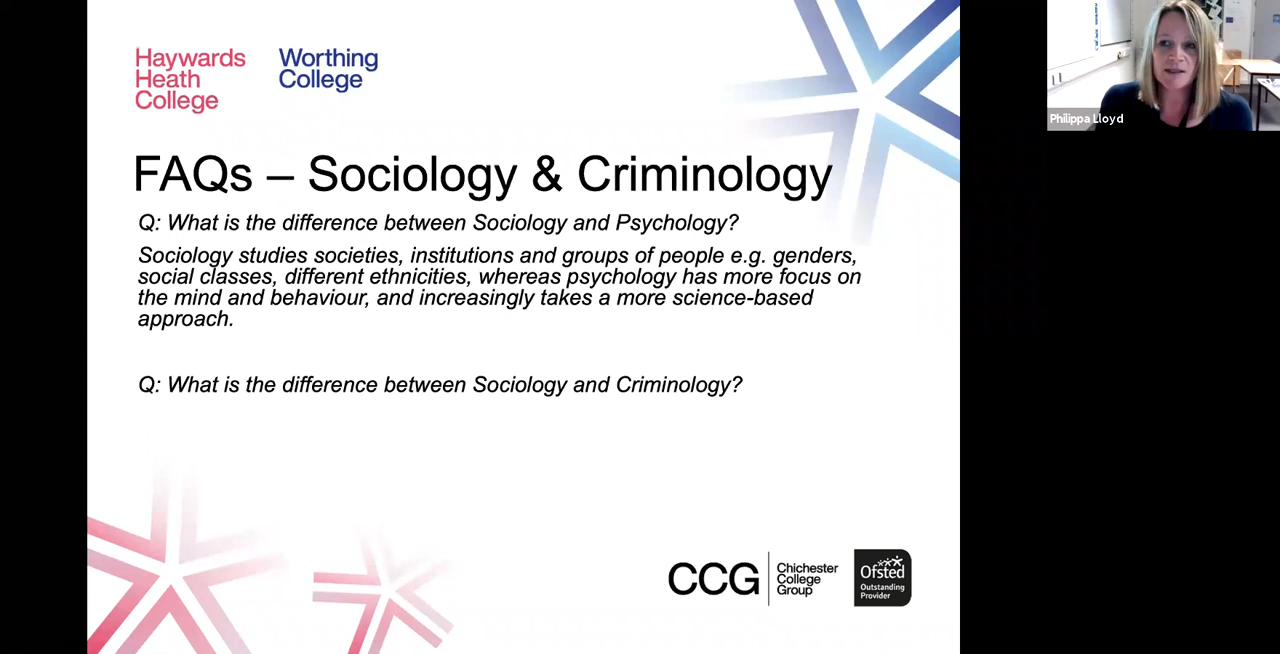 Haywards
Heath
College
Worthing
College
Philippa Lloyd
FAQs – Sociology & Criminology
Q: What is the difference between Sociology and Psychology?
Sociology studies societies, institutions and groups of people e.g. genders,
social classes, different ethnicities, whereas psychology has more focus on
the mind and behaviour, and increasingly takes a more science-based
approach.
Q: What is the difference between Sociology and Criminology?
CCG
Chichester
College
Group
Ofsted
Outstanding
Provider